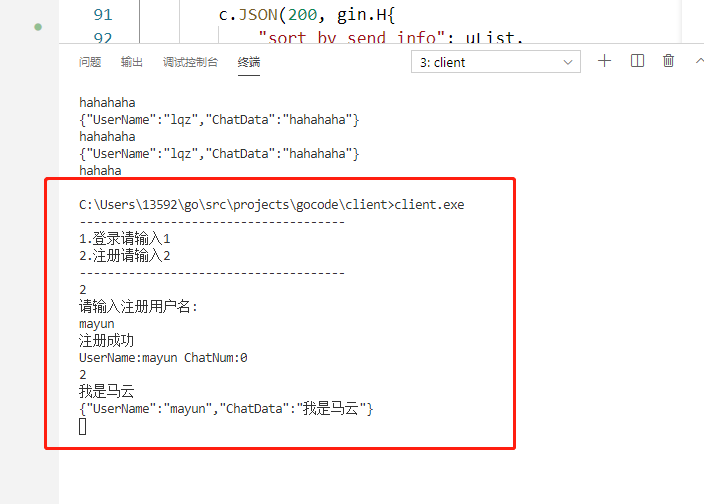 91 c.JSON(200, gin.H{
92 "sort by send info": uList.
问题 输出 调试控制台 终端 3: client
hahahaha
{"UserName":"lqz","ChatData":"hahahaha"}
hahahaha
{"UserName":"lqz","ChatData":"hahahaha"}
hahaha
C:\Users\13592\go\src\projects\gocode\client>client.exe
-----------------------------------
1.登录请输入1
2.注册请输入2
-----------------------------------
2
请输入注册用户名:
mayun
注册成功
UserName:mayun ChatNum:0
2
我是马云
{"UserName":"mayun","ChatData":"我是马云"}